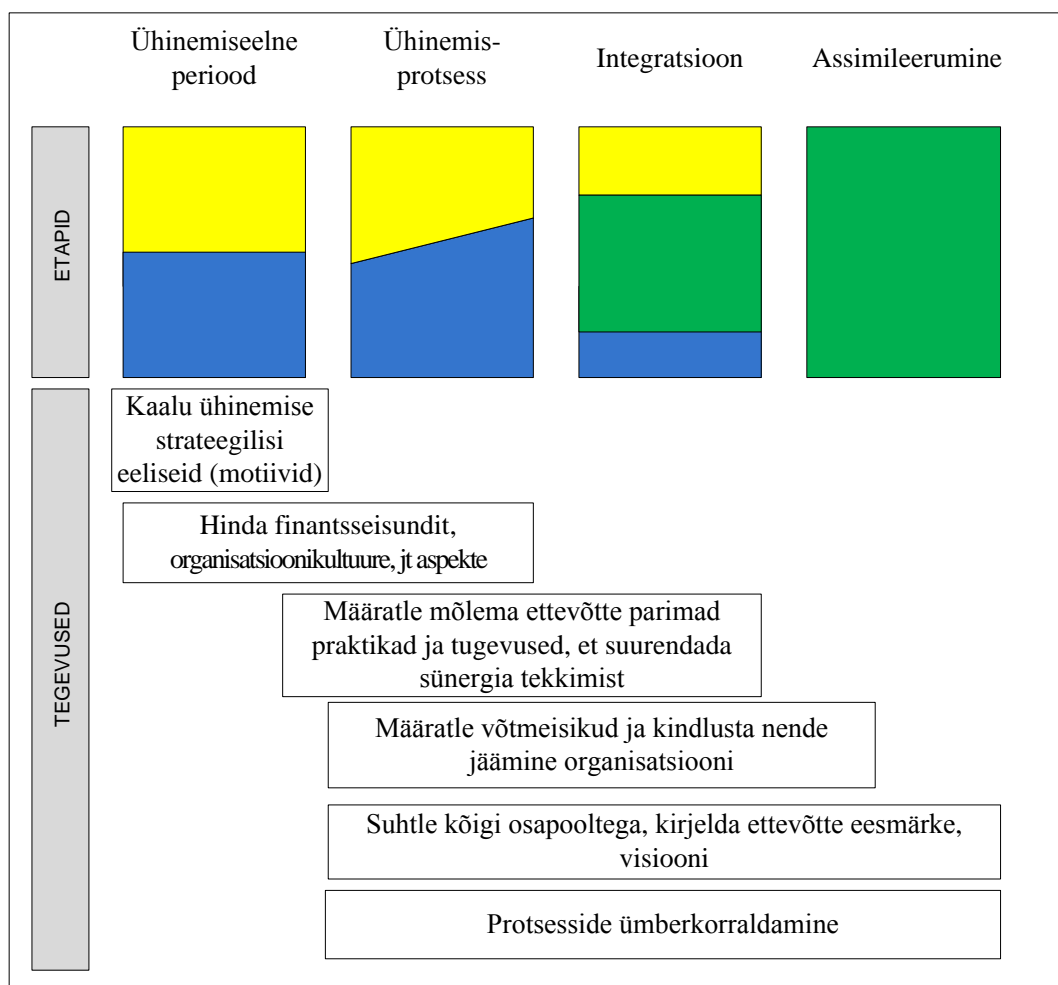 Ühinemiseelne
periood
Ühinemis-
protsess
Integratsioon
Assimileerumine
ETAPID
TEGEVUSED
Kaalu ühinemise
strateegilisi
eeliseid (motiivid)
Hinda finantsseisundit,
organisatsioonikultuure, jt aspekte
Määratle mõlema ettevõtte parimad
praktikad ja tugevused, et suurendada
sünergia tekkimist
Määratle võtmeisikud ja kindlusta nende
jäämine organisatsiooni
Suhtle kõigi osapooltega, kirjelda ettevõtte eesmärke,
visiooni
Protsesside ümberkorraldamine